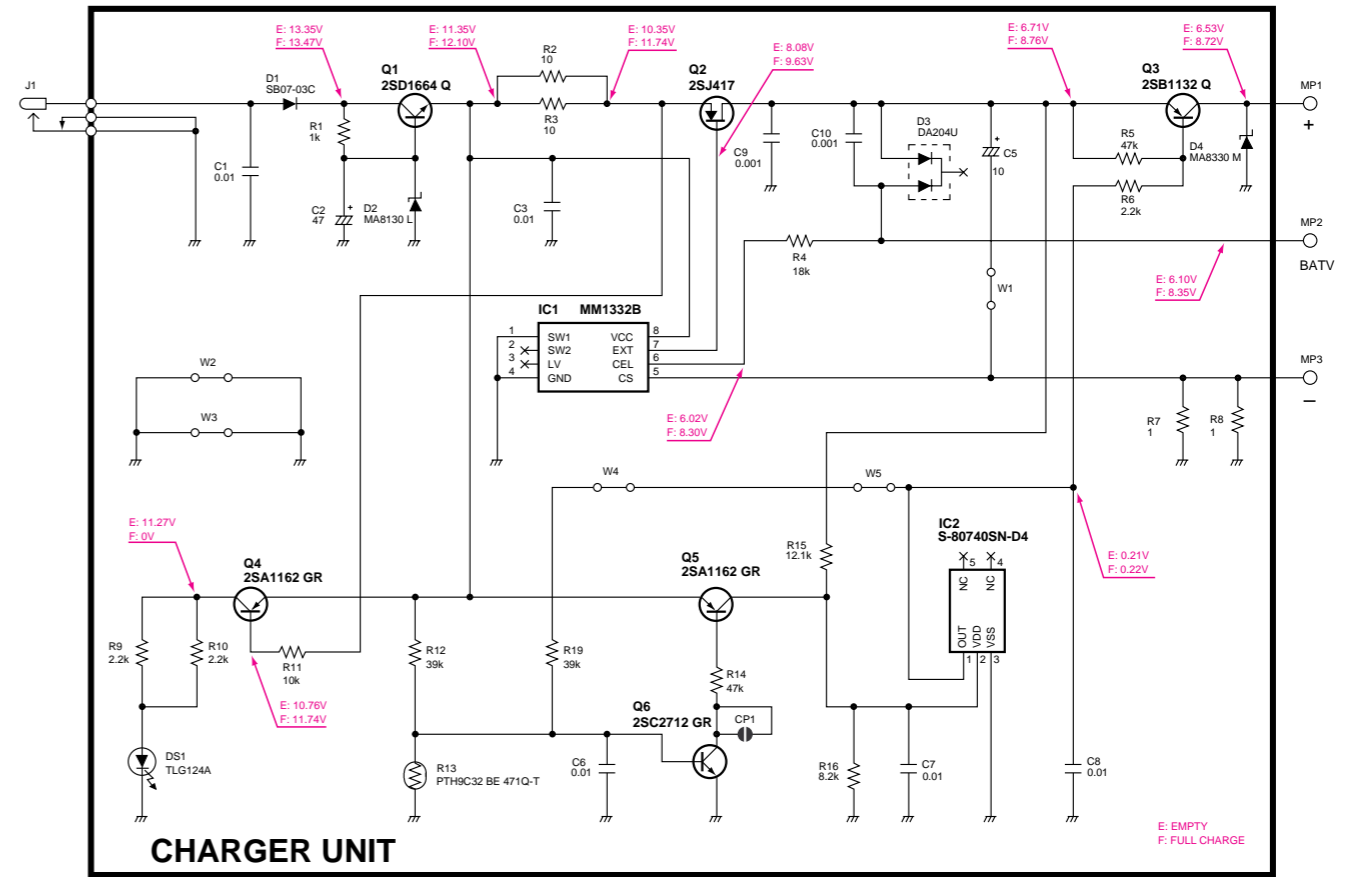 E: 13.35V
F: 13.47V
E: 11.35V
F: 12.10V
E: 10.35V
F: 11.74V
E: 8.08V
F: 9.63V
E: 6.71V
F: 8.76V
E: 6.53V
F: 8.72V
J1
D1
SB07-03C
Q1
2SD1664 Q
R2
10
R3
10
Q2
2SJ417
Q3
2SB1132 Q
MP1
+
R1
1k
C1
0.01
C2
47
+
D2
MA8130 L
C3
0.01
C9
0.001
C10
0.001
D3
DA204U
+
C5
10
R5
47k
R6
2.2k
D4
MA8330 M
MP2
BATV
R4
18k
E: 6.10V
F: 8.35V
W1
IC1 MM1332B
1 SW1 VCC 8
2 SW2 EXT 7
3 LV CEL 6
4 GND CS 5
MP3
–
W2
W3
E: 6.02V
F: 8.30V
R7
1
R8
1
W4
W5
E: 11.27V
F: 0V
Q4
2SA1162 GR
Q5
2SA1162 GR
R15
12.1k
IC2
S-80740SN-D4
5 4
NC NC
OUT VDD VSS
1 2 3
E: 0.21V
F: 0.22V
R9
2.2k
R10
2.2k
R11
10k
R12
39k
R19
39k
R14
47k
E: 10.76V
F: 11.74V
Q6
2SC2712 GR
CP1
DS1
TLG124A
R13
PTH9C32 BE 471Q-T
C6
0.01
R16
8.2k
C7
0.01
C8
0.01
CHARGER UNIT
E: EMPTY
F: FULL CHARGE